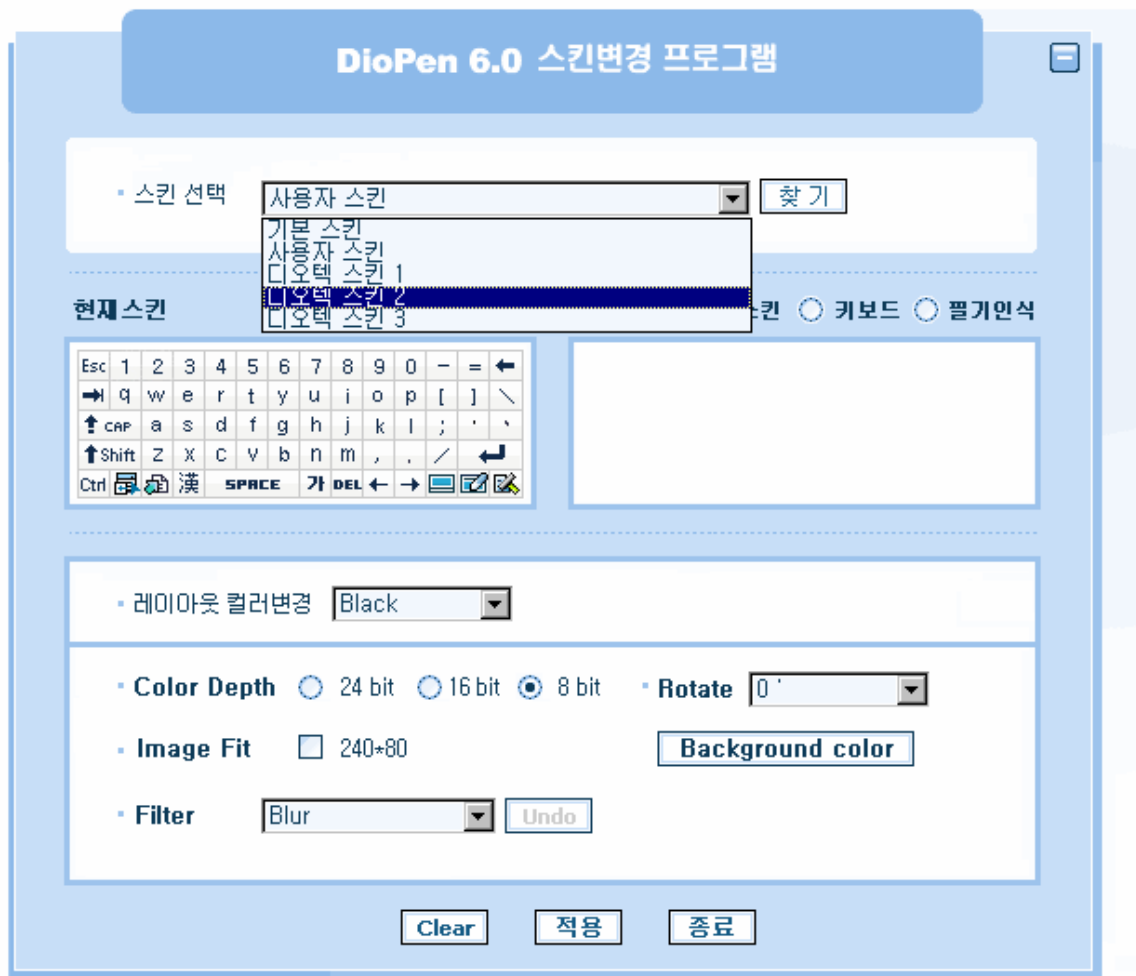 DioPen 6.0 스킨변경 프로그램
스킨 선택 사용자 스킨 찾 기
기본 스킨
사용자 스킨
디오텍 스킨 1
디오텍 스킨 2
디오텍 스킨 3
현재스킨 스킨 키보드 필기인식
Esc 1 2 3 4 5 6 7 8 9 0 - = ←
→ q w e r t y u i o p [ ] \
↑ CAP a s d f g h j k l ; ' `
↑ Shift z x c v b n m , . / ↵
Ctrl 漢 SPACE 가 DEL ← →
레이아웃 컬러변경 Black
Color Depth 24 bit 16 bit 8 bit Rotate 0 '
Image Fit 240*80 Background color
Filter Blur Undo
Clear 적용 종료